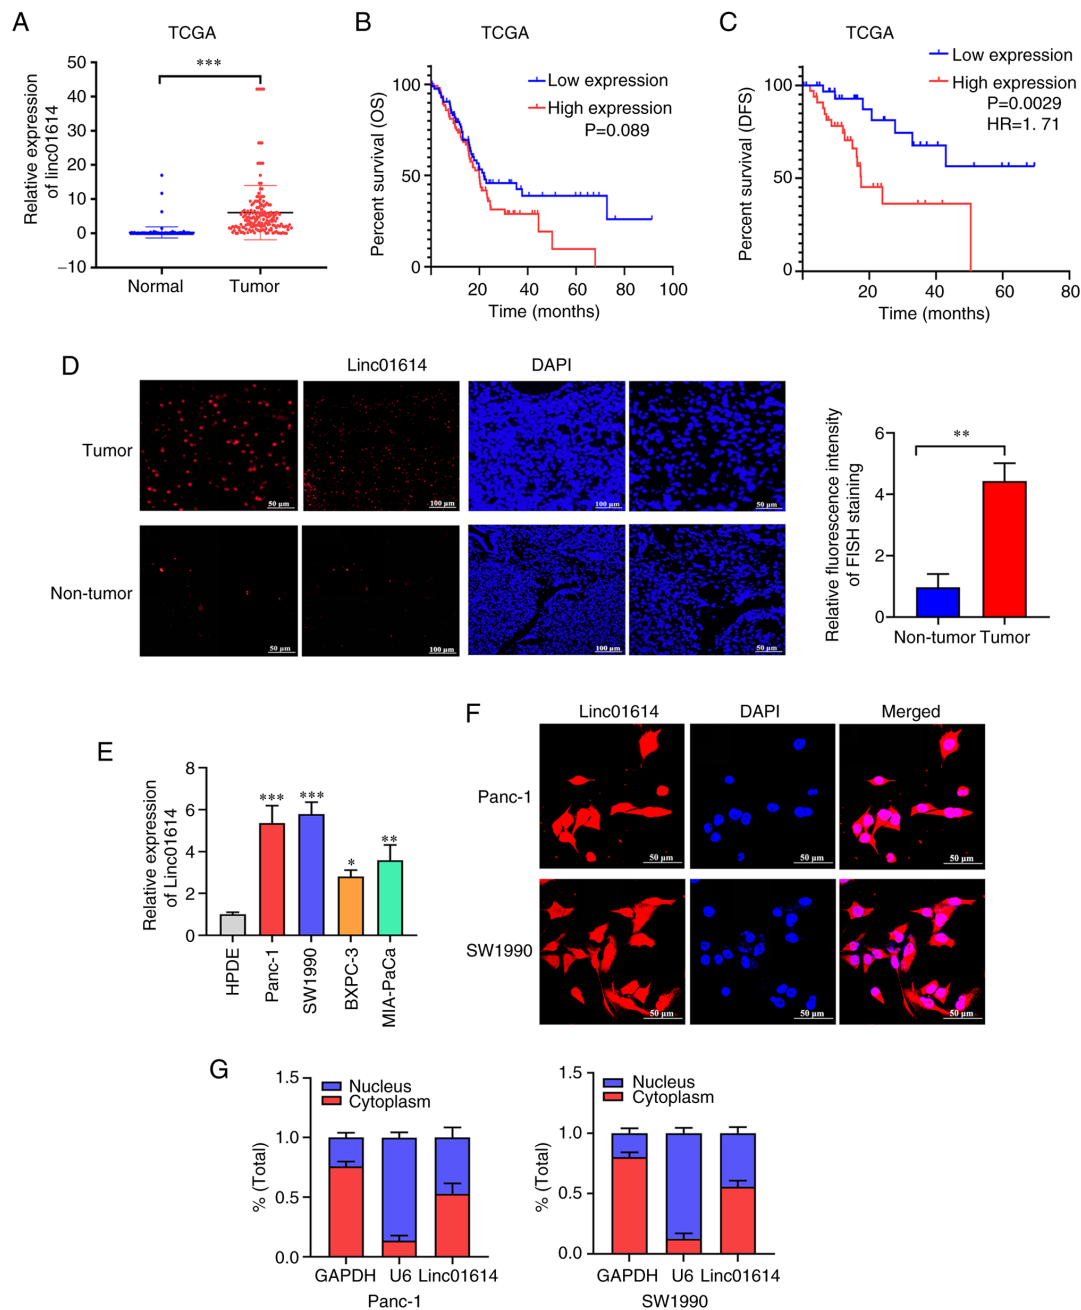 A
TCGA
***
Relative expression
of linc01614
50
40
30
20
10
0
−10
Normal
Tumor
B
TCGA
Low expression
High expression
P=0.089
Percent survival (OS)
100
50
0
20
40
60
80
100
Time (months)
C
TCGA
Low expression
High expression
P=0.0029
HR=1. 71
Percent survival (DFS)
100
50
0
20
40
60
80
Time (months)
D
Linc01614
DAPI
Tumor
50 μm
100 μm
100 μm
50 μm
Non-tumor
50 μm
100 μm
100 μm
50 μm
Relative fluorescence intensity
of FISH staining
6
4
2
0
**
Non-tumor
Tumor
E
Relative expression
of Linc01614
8
6
4
2
0
***
***
*
**
HPDE
Panc-1
SW1990
BXPC-3
MIA-PaCa
F
Linc01614
DAPI
Merged
Panc-1
50 μm
50 μm
50 μm
SW1990
50 μm
50 μm
50 μm
G
% (Total)
1.5
1.0
0.5
0.0
Nucleus
Cytoplasm
GAPDH
U6
Linc01614
Panc-1
% (Total)
1.5
1.0
0.5
0.0
Nucleus
Cytoplasm
GAPDH
U6
Linc01614
SW1990